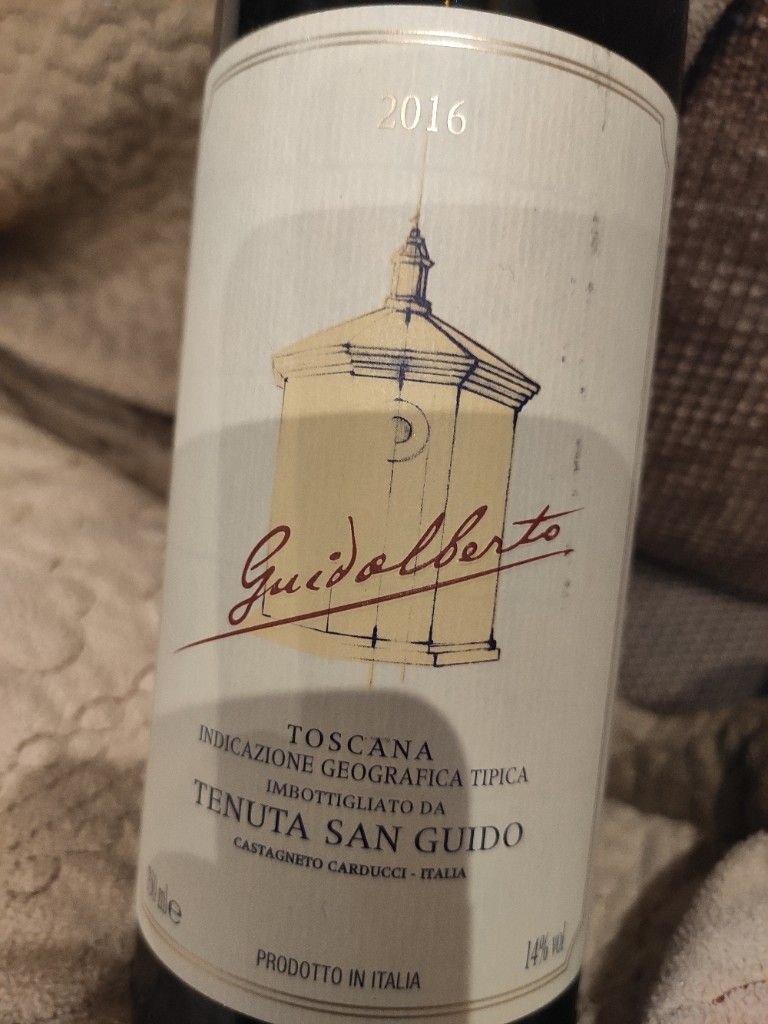 2016
Guidalberto
TOSCANA
INDICAZIONE GEOGRAFICA TIPICA
IMBOTTIGLIATO DA
TENUTA SAN GUIDO
CASTAGNETO CARDUCCI - ITALIA
ml e
14% vol
PRODOTTO IN ITALIA